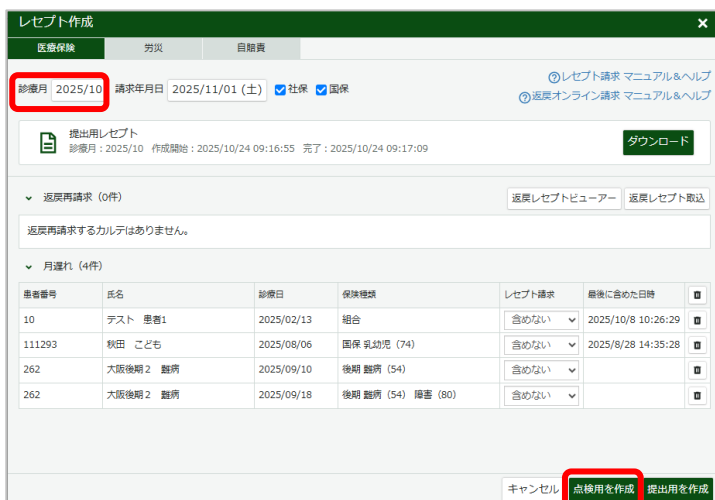 レセプト作成
医療保険 労災 自賠責
診療月 2025/10 請求年月日 2025/11/01 (土) 社保 国保
レセプト請求 マニュアル&ヘルプ
返戻オンライン請求 マニュアル&ヘルプ
提出用レセプト
診療月:2025/10 作成開始:2025/10/24 09:16:55 完了:2025/10/24 09:17:09
ダウンロード
返戻再請求(0件) 返戻レセプトビューアー 返戻レセプト取込
返戻再請求するカルテはありません。
月遅れ(4件)
患者番号 氏名 診療日 保険種類 レセプト請求 最後に含めた日時
10 テスト 患者1 2025/02/13 組合 含めない 2025/10/8 10:26:29
111293 秋田 こども 2025/08/06 国保 乳幼児(74) 含めない 2025/8/28 14:35:28
262 大阪後期2 難病 2025/09/10 後期 難病(54) 含めない
262 大阪後期2 難病 2025/09/18 後期 難病(54) 障害(80) 含めない
キャンセル 点検用を作成 提出用を作成